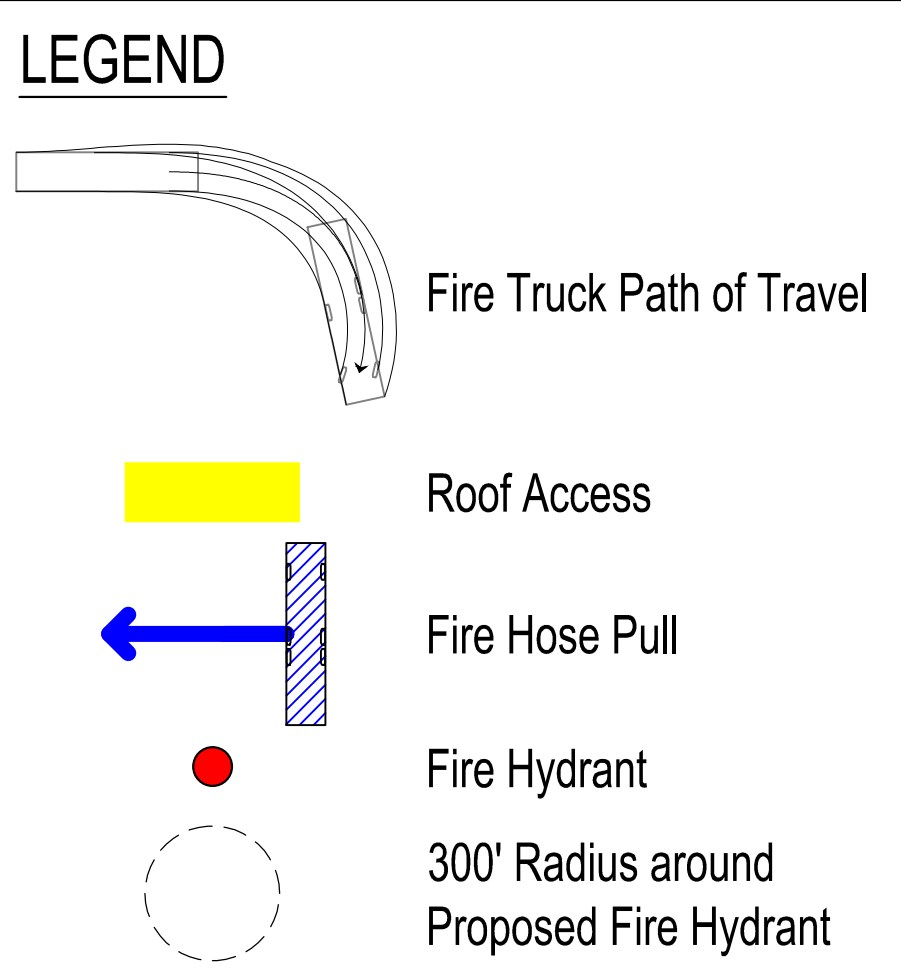 LEGEND
Fire Truck Path of Travel
Roof Access
Fire Hose Pull
Fire Hydrant
300' Radius around
Proposed Fire Hydrant